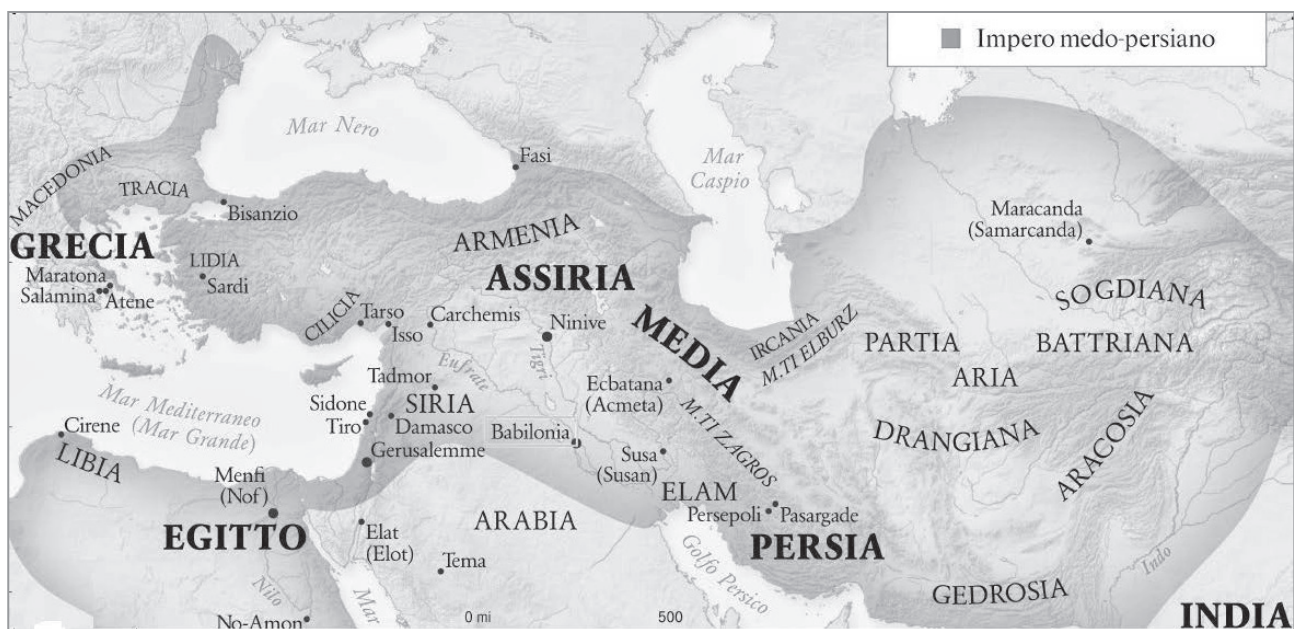 Impero medo-persiano
Mar Nero
Mar
Caspio
Fasi
MACEDONIA
TRACIA
Bisanzio
GRECIA
LIDIA
Sardi
Maratona
Salamina
Atene
ARMENIA
ASSIRIA
MEDIA
Maracanda
(Samarcanda)
SOGDIANA
CILICIA
Tarso
Isso
Carchemis
Ninive
Tigri
Eufrate
IRCANIA
M.TI ELBURZ
PARTIA
BATTRIANA
ARIA
Tadmor
Ecbatana
(Acmeta)
M.TI ZAGROS
Mar Mediterraneo
(Mar Grande)
Sidone
Tiro
SIRIA
Damasco
Cirene
LIBIA
Gerusalemme
Babilonia
Susa
(Susan)
DRANGIANA
ARACOSIA
Menfi
(Nof)
EGITTO
ELAM
Persepoli
Pasargade
PERSIA
ARABIA
Elat
(Elot)
Tema
Golfo Persico
GEDROSIA
Indo
INDIA
Nilo
No-Amon
Mar
0 mi
500